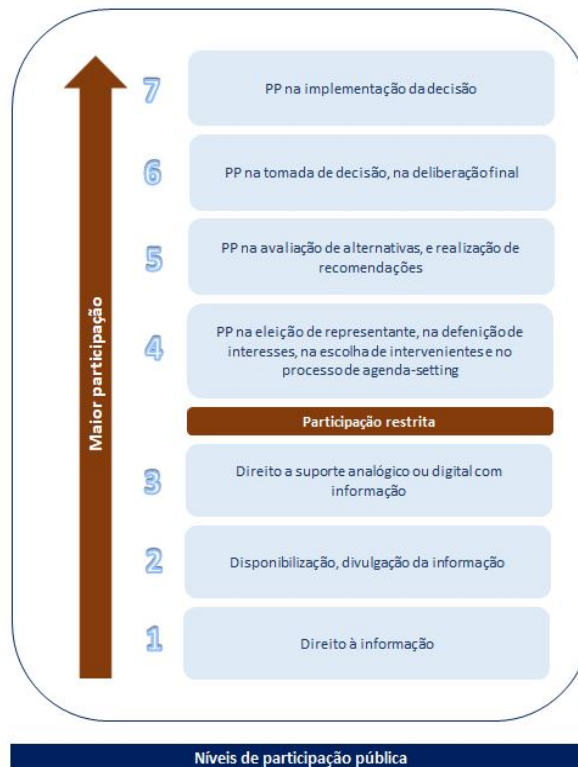 7
PP na implementação da decisão
6
PP na tomada de decisão, na deliberação final
5
PP na avaliação de alternativas, e realização de
recomendações
4
PP na eleição de representante, na defenição de
interesses, na escolha de intervenientes e no
processo de agenda-setting
Maior participação
Participação restrita
3
Direito a suporte analógico ou digital com
informação
2
Disponibilização, divulgação da informação
1
Direito à informação
Níveis de participação pública